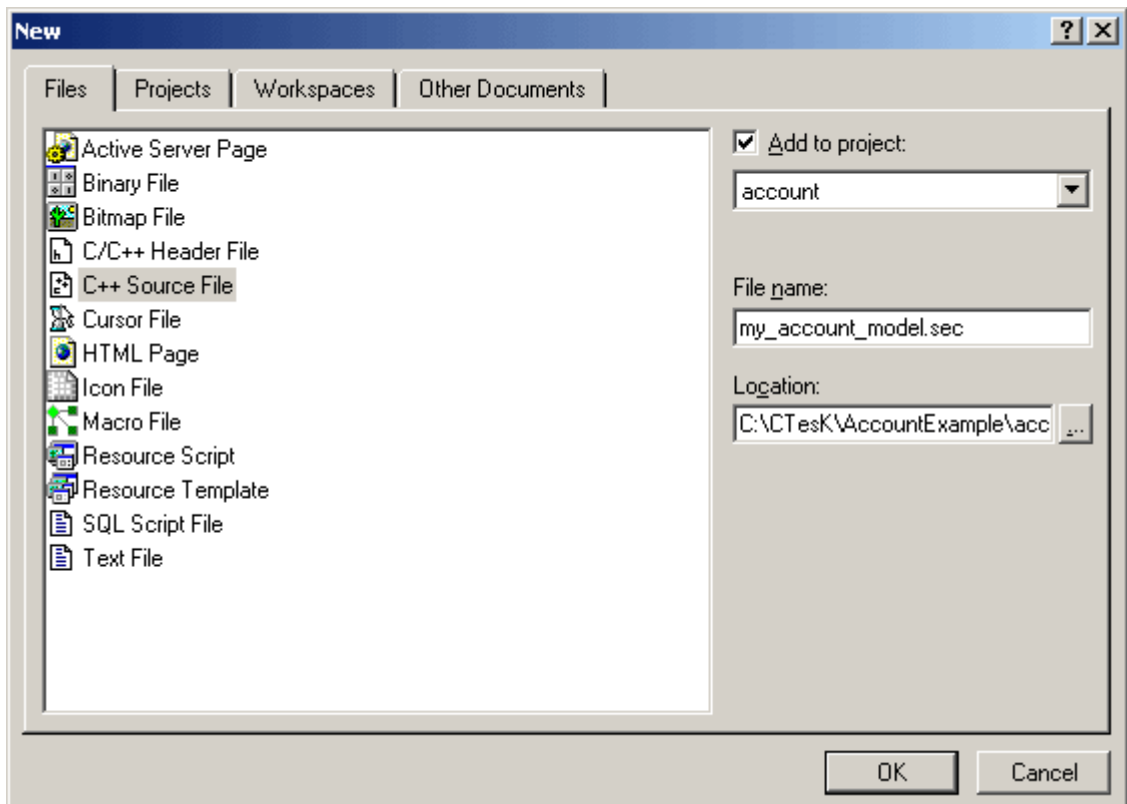 New
Files Projects Workspaces Other Documents
Active Server Page
Binary File
Bitmap File
C/C++ Header File
C++ Source File
Cursor File
HTML Page
Icon File
Macro File
Resource Script
Resource Template
SQL Script File
Text File
Add to project:
account
File name:
my_account_model.sec
Location:
C:\CTesK\AccountExample\acc ...
OK Cancel